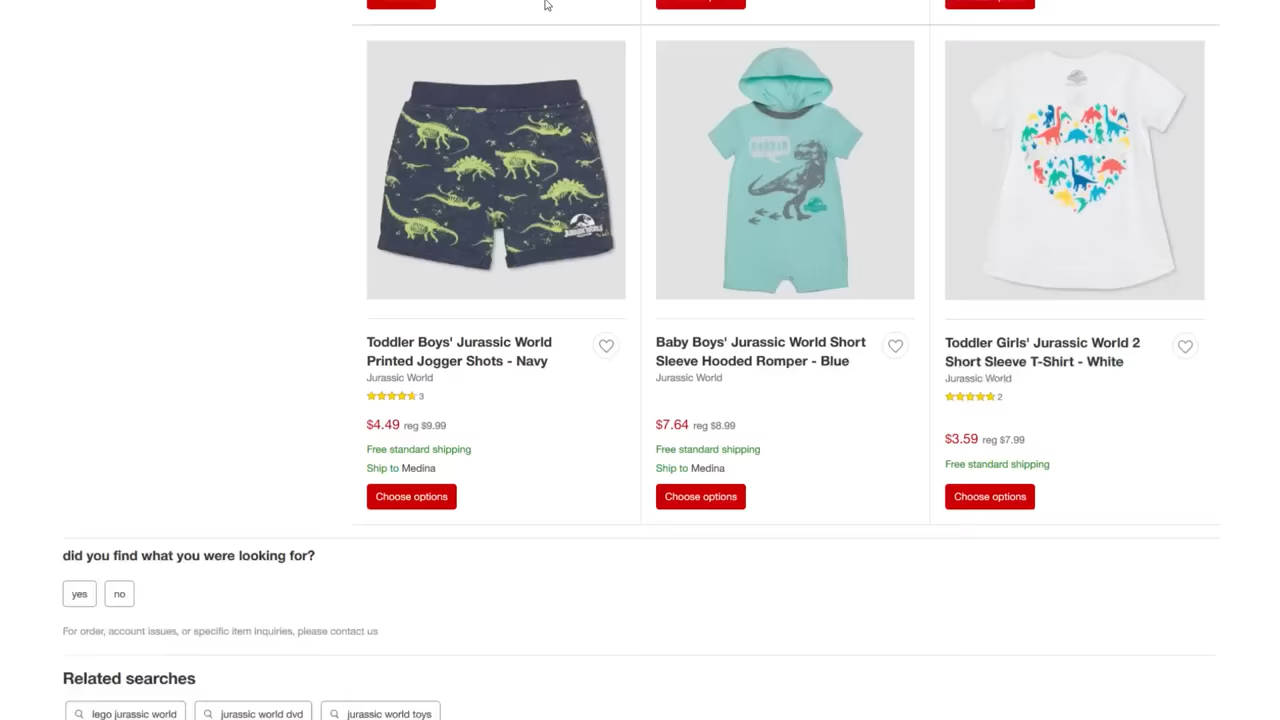 JURASSIC WORLD
Toddler Boys' Jurassic World
Printed Jogger Shots - Navy
Jurassic World
3
$4.49 reg $9.99
Free standard shipping
Ship to Medina
Choose options
Baby Boys' Jurassic World Short
Sleeve Hooded Romper - Blue
Jurassic World
$7.64 reg $8.99
Free standard shipping
Ship to Medina
Choose options
Toddler Girls' Jurassic World 2
Short Sleeve T-Shirt - White
Jurassic World
2
$3.59 reg $7.99
Free standard shipping
Choose options
did you find what you were looking for?
yes
no
For order, account issues, or specific item inquiries, please contact us
Related searches
lego jurassic world
jurassic world dvd
jurassic world toys